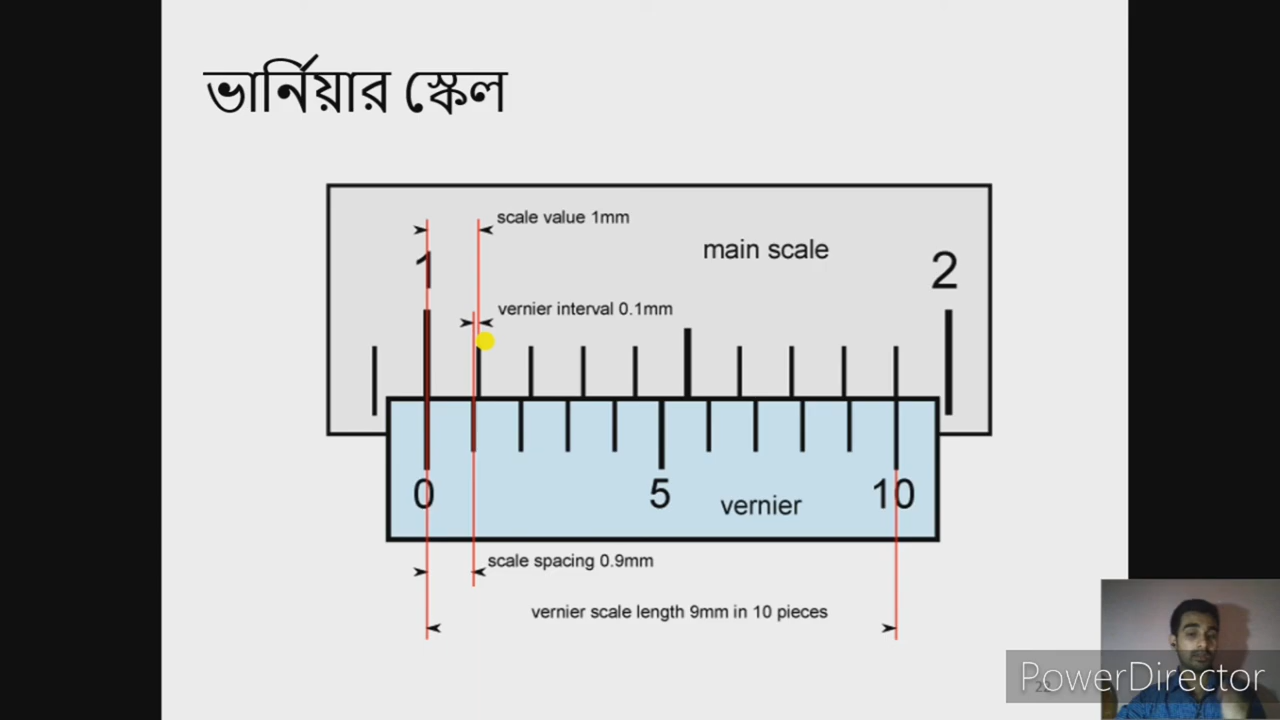 ভার্নিয়ার স্কেল
scale value 1mm
main scale
1
2
vernier interval 0.1mm
0
5
vernier
10
scale spacing 0.9mm
vernier scale length 9mm in 10 pieces
PowerDirector